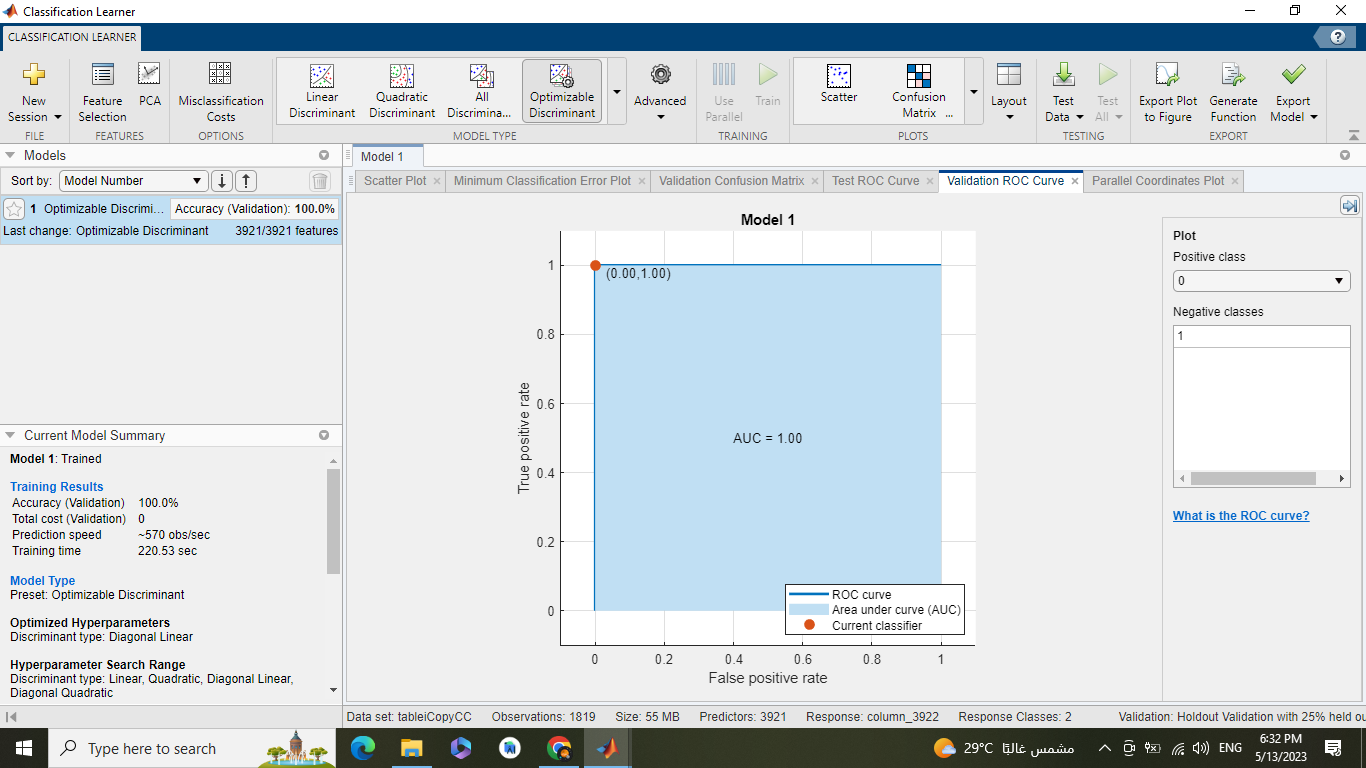 Classification Learner
CLASSIFICATION LEARNER
?
New Session
Feature Selection
PCA
Misclassification Costs
Linear Discriminant
Quadratic Discriminant
All Discrimina...
Optimizable Discriminant
Advanced
Use Parallel
Train
Scatter
Confusion Matrix ...
Layout
Test Data
Test All
Export Plot to Figure
Generate Function
Export Model
FILE
FEATURES
OPTIONS
MODEL TYPE
TRAINING
PLOTS
TESTING
EXPORT
Models
Sort by: Model Number
1 Optimizable Discrimi... Accuracy (Validation): 100.0%
Last change: Optimizable Discriminant 3921/3921 features
Current Model Summary
Model 1: Trained
Training Results
Accuracy (Validation) 100.0%
Total cost (Validation) 0
Prediction speed ~570 obs/sec
Training time 220.53 sec
Model Type
Preset: Optimizable Discriminant
Optimized Hyperparameters
Discriminant type: Diagonal Linear
Hyperparameter Search Range
Discriminant type: Linear, Quadratic, Diagonal Linear,
Diagonal Quadratic
Model 1
Scatter Plot
Minimum Classification Error Plot
Validation Confusion Matrix
Test ROC Curve
Validation ROC Curve
Parallel Coordinates Plot
Model 1
1
0.8
0.6
0.4
0.2
0
True positive rate
(0.00,1.00)
AUC = 1.00
ROC curve
Area under curve (AUC)
Current classifier
0 0.2 0.4 0.6 0.8 1
False positive rate
Plot
Positive class
0
Negative classes
1
What is the ROC curve?
Data set: tableiCopyCC Observations: 1819 Size: 55 MB Predictors: 3921 Response: column_3922 Response Classes: 2 Validation: Holdout Validation with 25% held ou
Type here to search
29°C مشمس غالبًا
ENG
6:32 PM
5/13/2023